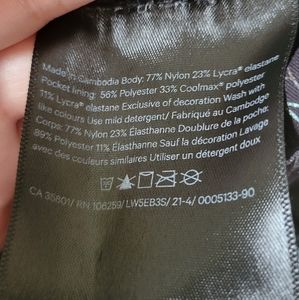 Made in Cambodia Body: 77% Nylon 23% Lycra® elastane
Pocket lining: 56% Polyester 33% Coolmax® polyester
11% Lycra® elastane Exclusive of decoration Wash with
like colours Use mild detergent/ Fabriqué au Cambodge
Corps: 77% Nylon 23% Élasthanne Doublure de la poche:
89% Polyester 11% Élasthanne Sauf la décoration Lavage
avec des couleurs similaires Utiliser un détergent doux
CA 35801/ RN 106259/ LW5EB3S/ 21-4/ 0005133-90